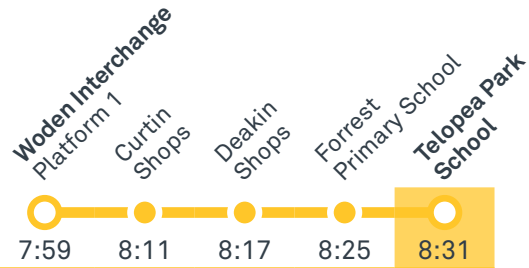 Woden Interchange
Platform 1
Curtin
Shops
Deakin
Shops
Forrest
Primary School
Telopea Park
School
7:59
8:11
8:17
8:25
8:31